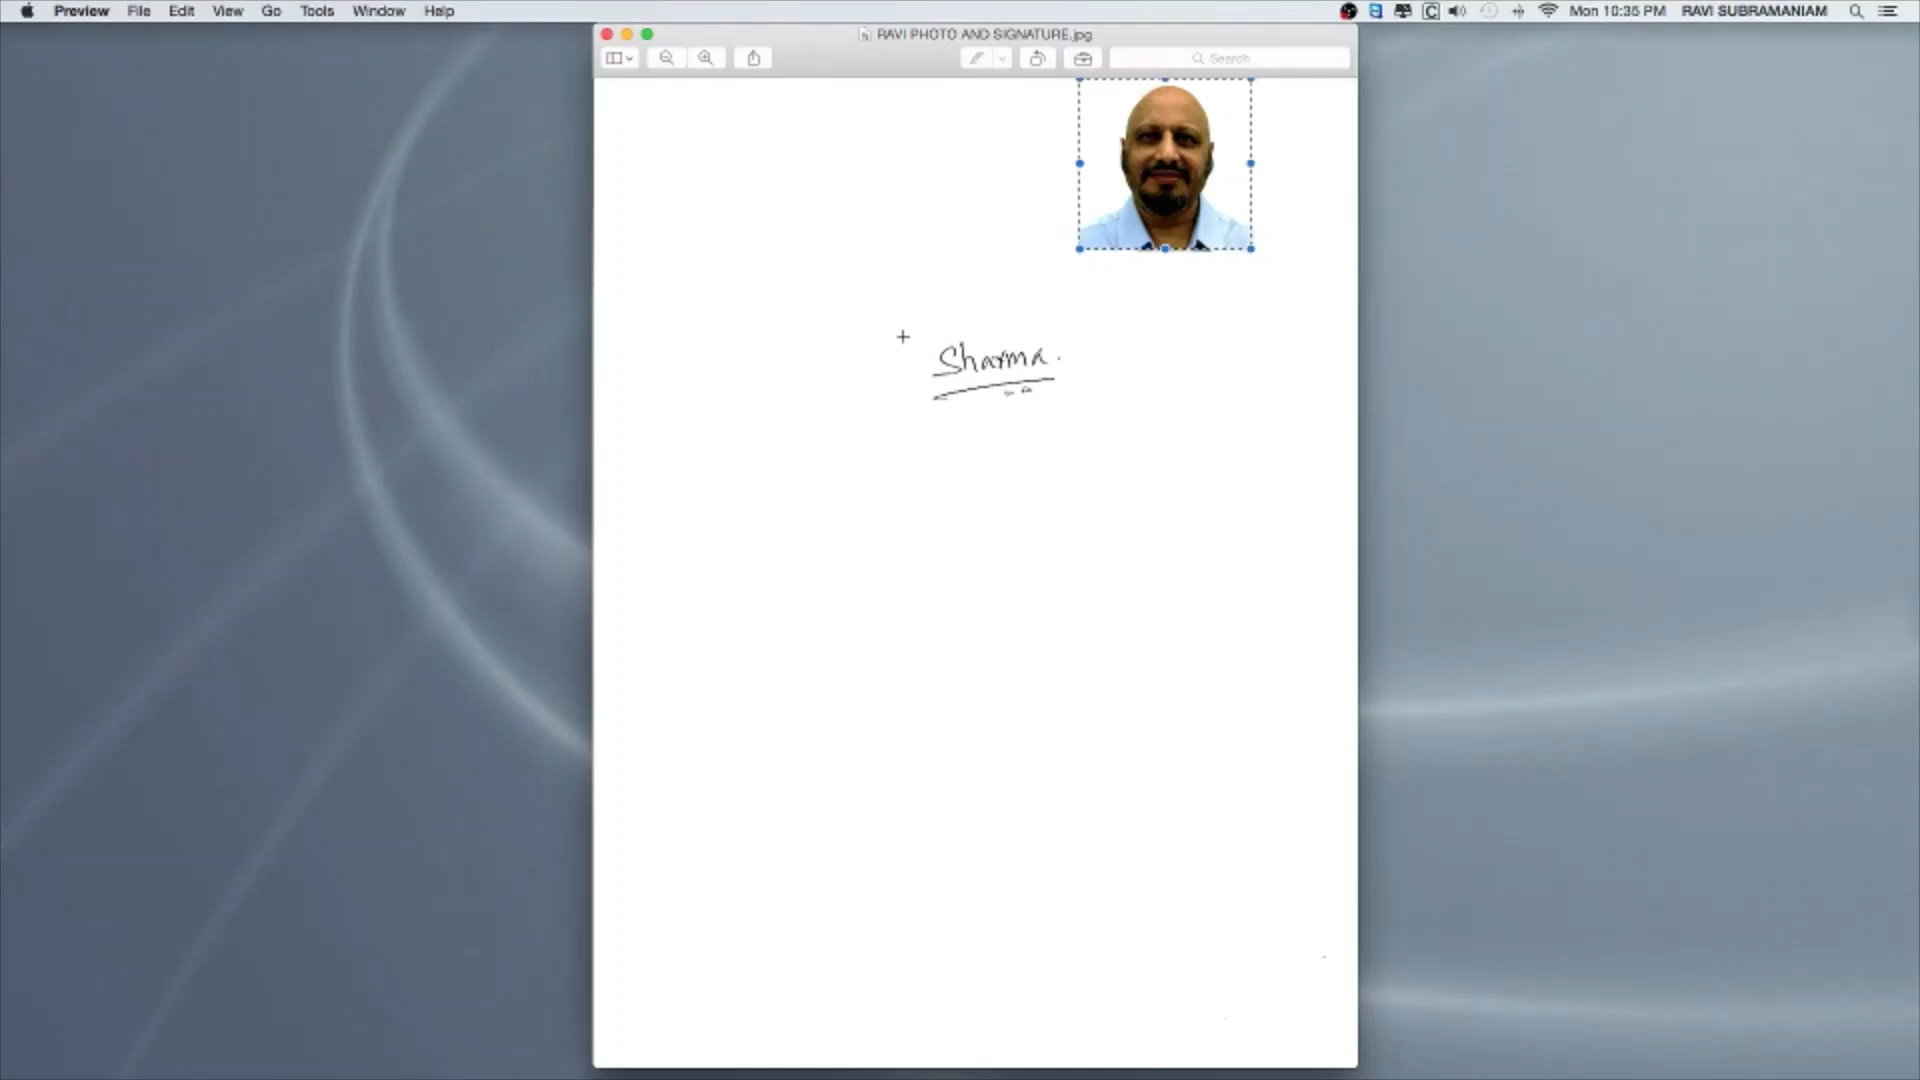 Preview File Edit View Go Tools Window Help Mon 10:35 PM RAVI SUBRAMANIAM
RAVI PHOTO AND SIGNATURE.jpg
Search
Sharma.